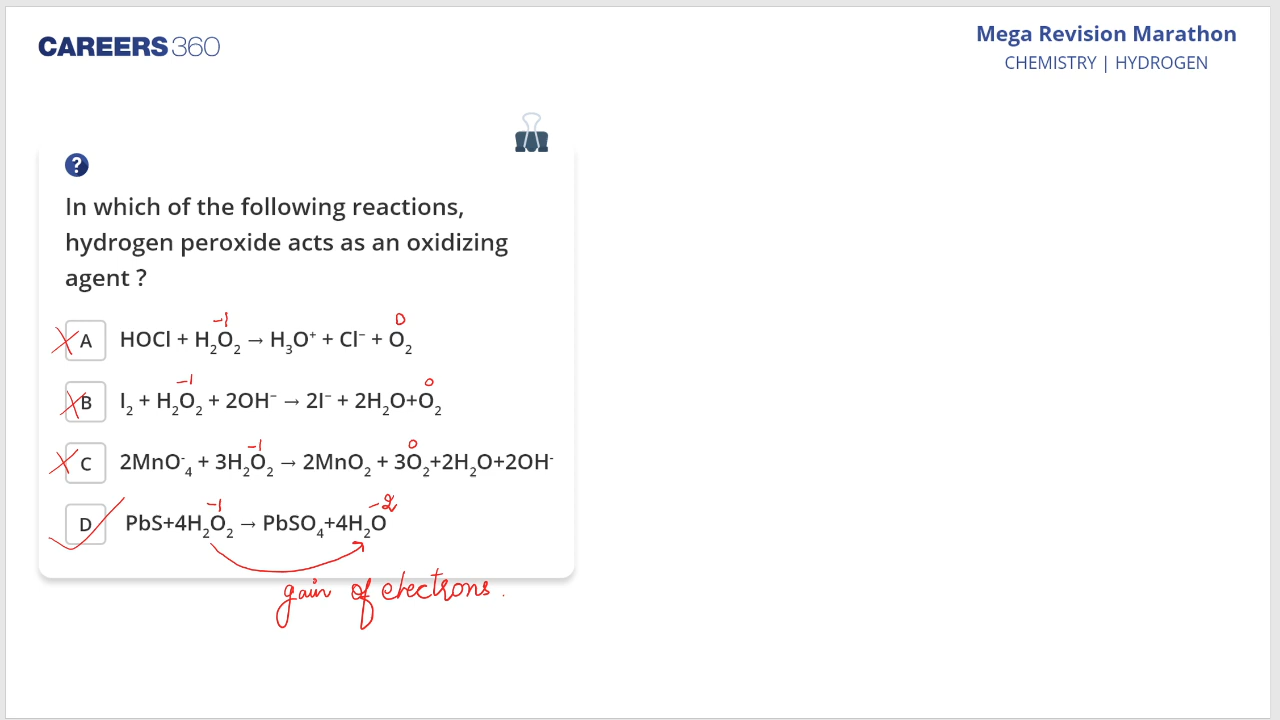 CAREERS360
Mega Revision Marathon
CHEMISTRY | HYDROGEN
?
In which of the following reactions,
hydrogen peroxide acts as an oxidizing
agent ?
-1 0
A HOCl + H₂O₂ → H₃O⁺ + Cl⁻ + O₂
-1 0
B I₂ + H₂O₂ + 2OH⁻ → 2I⁻ + 2H₂O+O₂
-1 0
C 2MnO⁻₄ + 3H₂O₂ → 2MnO₂ + 3O₂+2H₂O+2OH⁻
-1 -2
D PbS+4H₂O₂ → PbSO₄+4H₂O
gain of electrons.